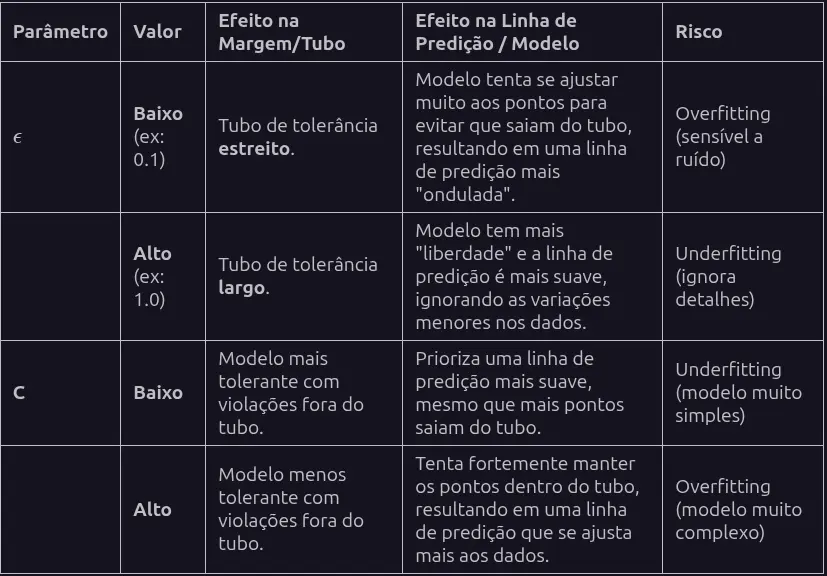 Parâmetro
Valor
Efeito na
Margem/Tubo
Efeito na Linha de
Predição / Modelo
Risco
ϵ
Baixo
(ex:
0.1)
Tubo de tolerância
estreito.
Modelo tenta se ajustar
muito aos pontos para
evitar que saiam do tubo,
resultando em uma linha
de predição mais
"ondulada".
Overfitting
(sensível a
ruído)
Alto
(ex:
1.0)
Tubo de tolerância
largo.
Modelo tem mais
"liberdade" e a linha de
predição é mais suave,
ignorando as variações
menores nos dados.
Underfitting
(ignora
detalhes)
C
Baixo
Modelo mais
tolerante com
violações fora do
tubo.
Prioriza uma linha de
predição mais suave,
mesmo que mais pontos
saiam do tubo.
Underfitting
(modelo muito
simples)
Alto
Modelo menos
tolerante com
violações fora do
tubo.
Tenta fortemente manter
os pontos dentro do tubo,
resultando em uma linha
de predição que se ajusta
mais aos dados.
Overfitting
(modelo muito
complexo)